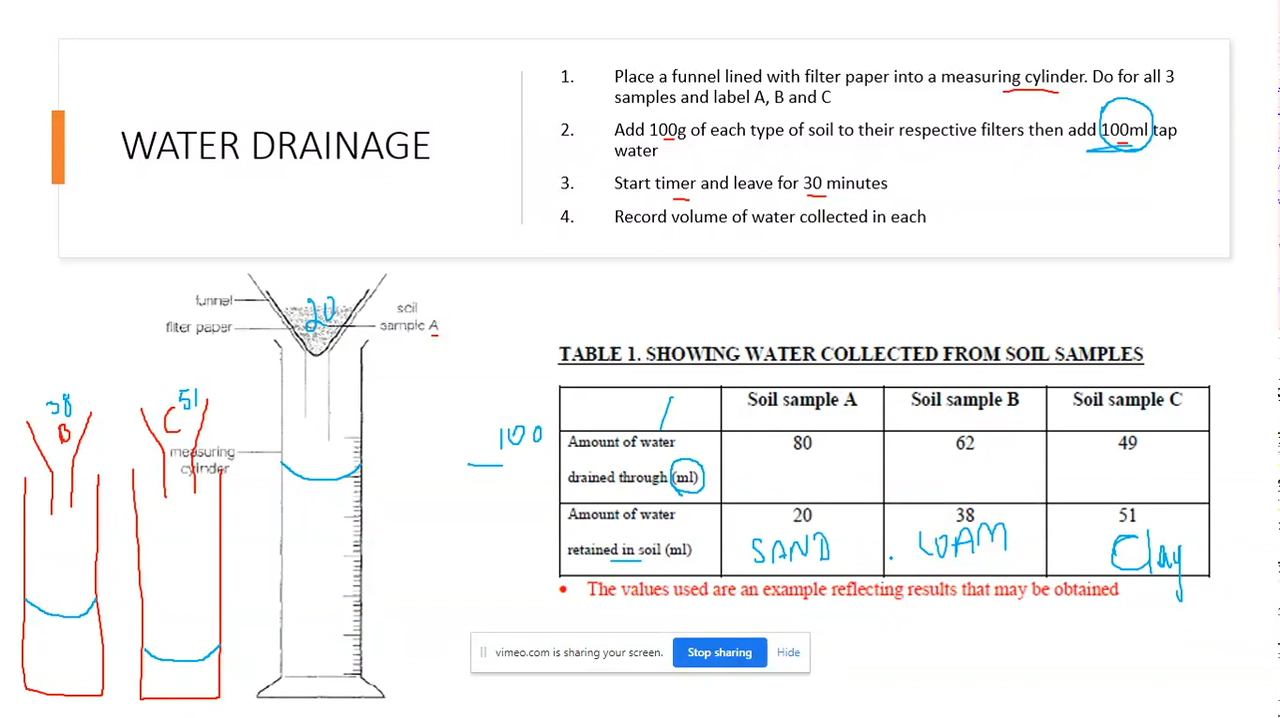 WATER DRAINAGE
1. Place a funnel lined with filter paper into a measuring cylinder. Do for all 3
samples and label A, B and C
2. Add 100g of each type of soil to their respective filters then add 100ml tap
water
3. Start timer and leave for 30 minutes
4. Record volume of water collected in each
funnel
filter paper
20
soil
sample A
38
B
51
C
measuring
cylinder
100
TABLE 1. SHOWING WATER COLLECTED FROM SOIL SAMPLES
Soil sample A Soil sample B Soil sample C
Amount of water
drained through (ml)
80 62 49
Amount of water
retained in soil (ml)
20 38 51
SAND LOAM Clay
• The values used are an example reflecting results that may be obtained
vimeo.com is sharing your screen. Stop sharing Hide